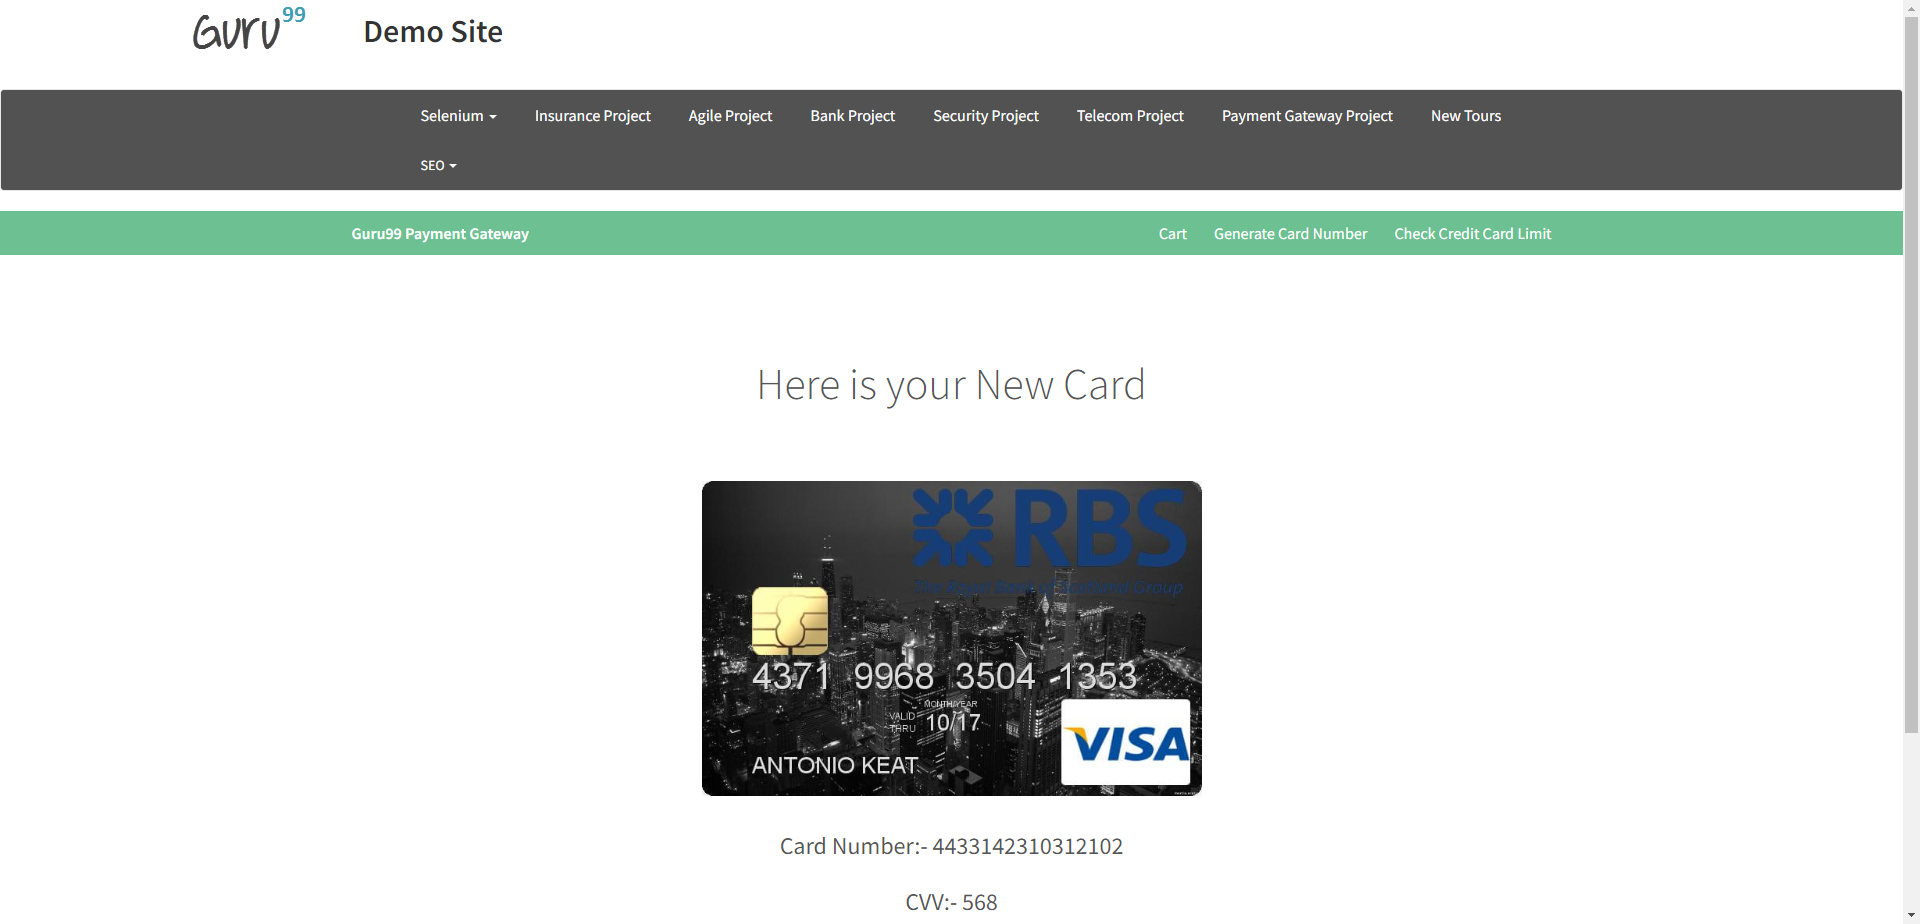 Guru99
Demo Site
Selenium
Insurance Project
Agile Project
Bank Project
Security Project
Telecom Project
Payment Gateway Project
New Tours
SEO
Guru99 Payment Gateway
Cart
Generate Card Number
Check Credit Card Limit
Here is your New Card
RBS
The Royal Bank of Scotland Group
4371 9968 3504 1353
MONTH/YEAR
VALID THRU
10/17
ANTONIO KEAT
VISA
Card Number:- 4433142310312102
CVV:- 568